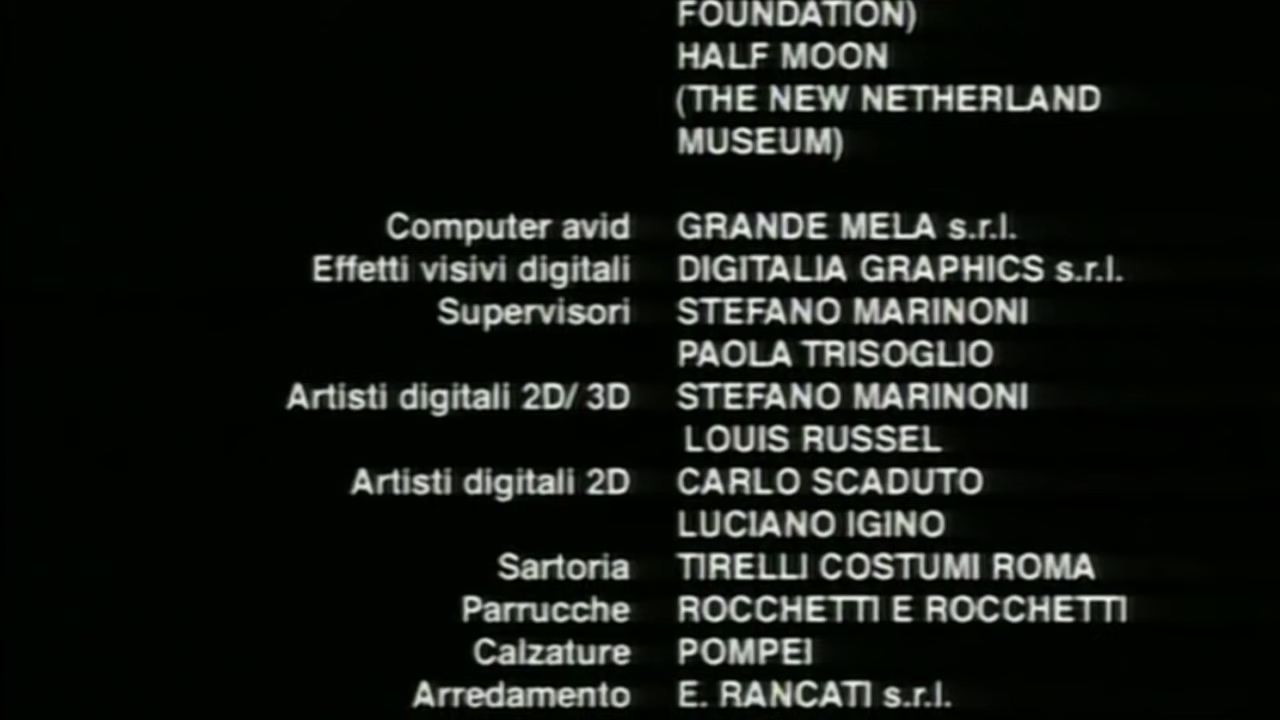 FOUNDATION)
HALF MOON
(THE NEW NETHERLAND
MUSEUM)
Computer avid GRANDE MELA s.r.l.
Effetti visivi digitali DIGITALIA GRAPHICS s.r.l.
Supervisori STEFANO MARINONI
PAOLA TRISOGLIO
Artisti digitali 2D/ 3D STEFANO MARINONI
LOUIS RUSSEL
Artisti digitali 2D CARLO SCADUTO
LUCIANO IGINO
Sartoria TIRELLI COSTUMI ROMA
Parrucche ROCCHETTI E ROCCHETTI
Calzature POMPEI
Arredamento E. RANCATI s.r.l.